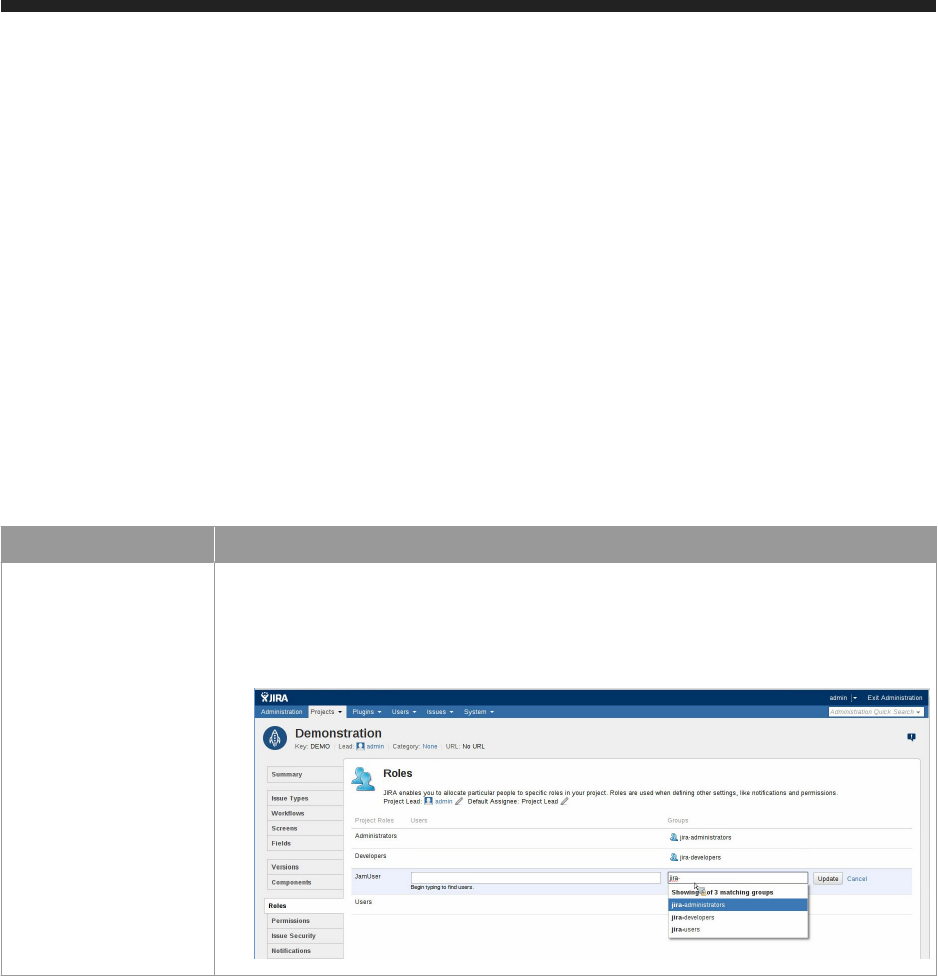 JIRA
admin Exit Administration
Administration Projects Plugins Users Issues System Administration Quick Search
Demonstration
Key: DEMO Lead: admin Category: None URL: No URL
Summary
Issue Types
Workflows
Screens
Fields
Versions
Components
Roles
Permissions
Issue Security
Notifications
Roles
JIRA enables you to allocate particular people to specific roles in your project. Roles are used when defining other settings, like notifications and permissions.
Project Lead: admin Default Assignee: Project Lead
Project Roles Users Groups
Administrators jira-administrators
Developers jira-developers
JamUser jira- Update Cancel
Begin typing to find users.
Showing of 3 matching groups
jira-administrators
jira-developers
jira-users
Users